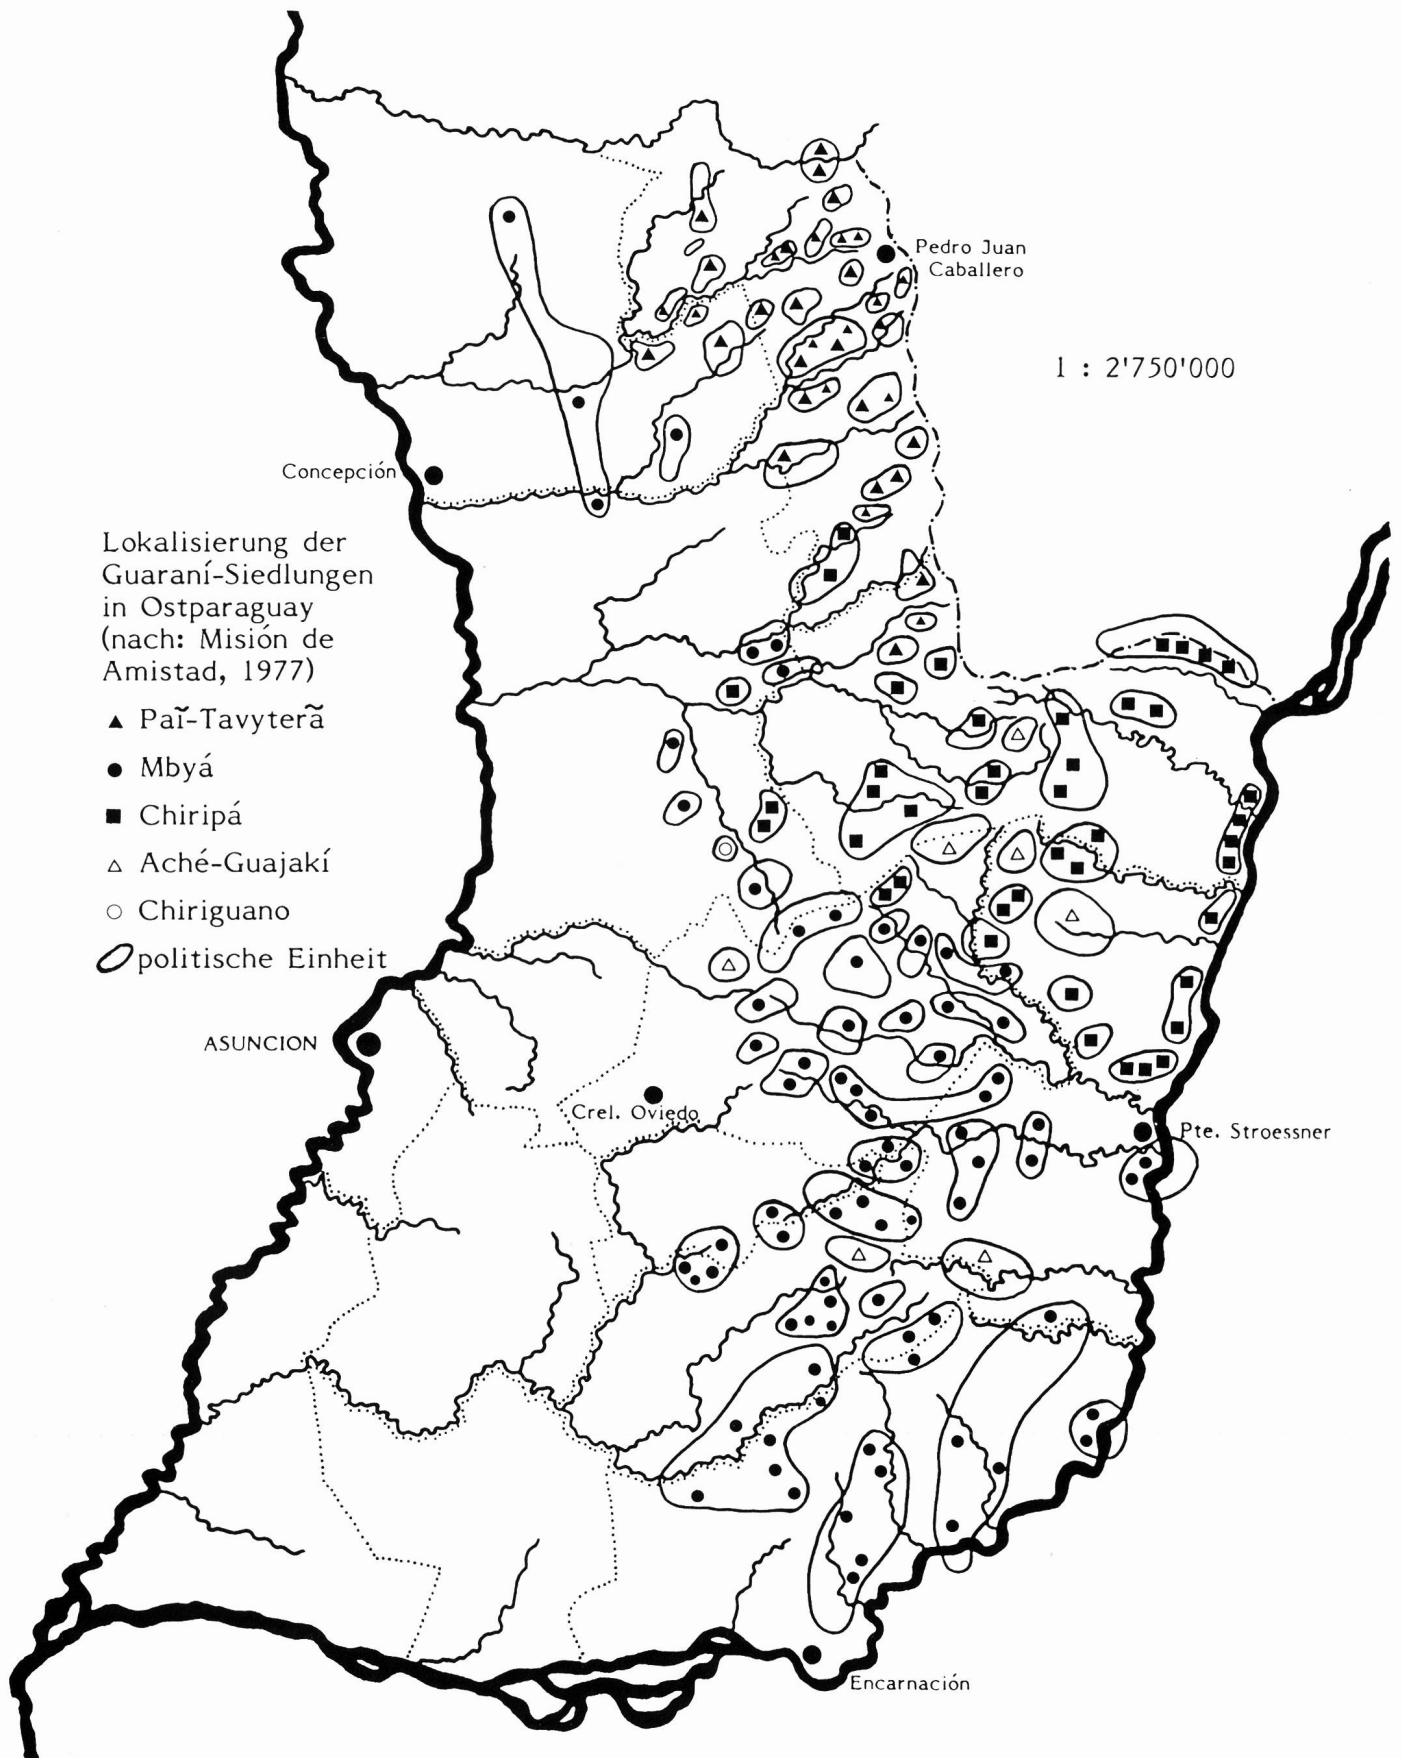 Pedro Juan
Caballero
1 : 2'750'000
Concepción
Lokalisierung der
Guaraní-Siedlungen
in Ostparaguay
(nach: Misión de
Amistad, 1977)
Paĩ-Tavyterã
Mbyá
Chiripá
Aché-Guajakí
Chiriguano
politische Einheit
ASUNCION
Crel. Oviedo
Pte. Stroessner
Encarnación